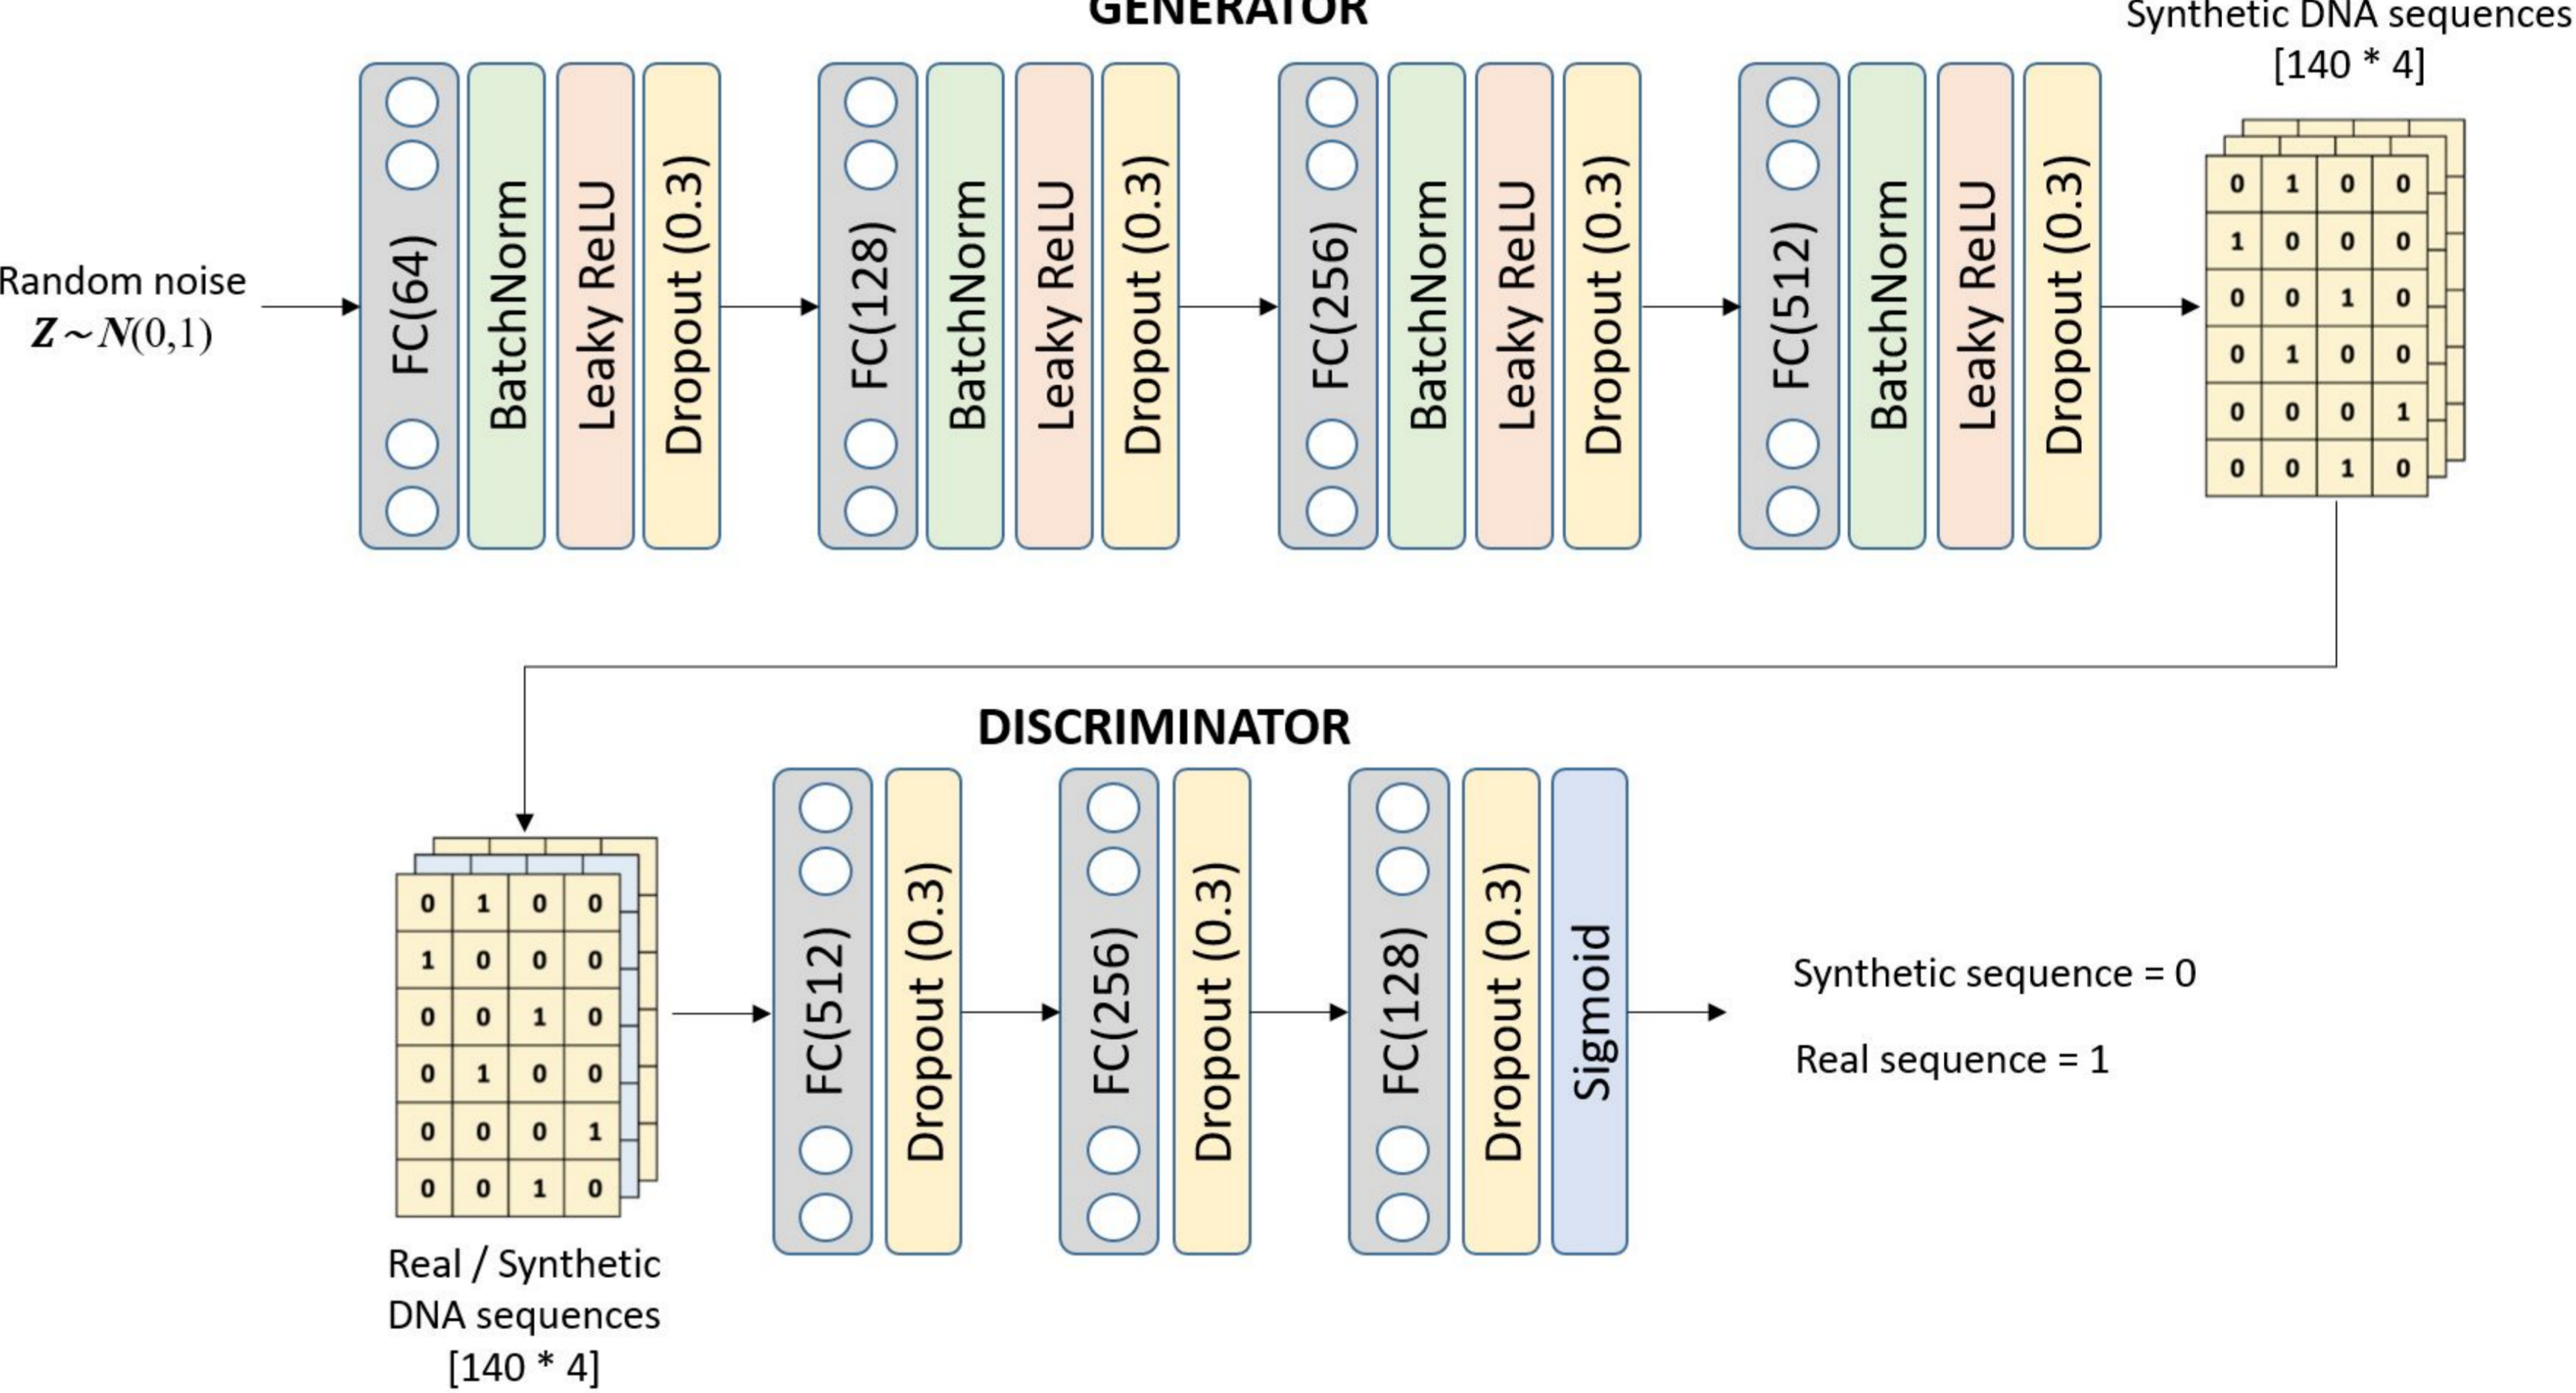 GENERATOR
Synthetic DNA sequences
[140 * 4]
Random noise
Z ~ N(0,1)
FC(64)
BatchNorm
Leaky ReLU
Dropout (0.3)
FC(128)
BatchNorm
Leaky ReLU
Dropout (0.3)
FC(256)
BatchNorm
Leaky ReLU
Dropout (0.3)
FC(512)
BatchNorm
Leaky ReLU
Dropout (0.3)
0 1 0 0
1 0 0 0
0 0 1 0
0 1 0 0
0 0 0 1
0 0 1 0
DISCRIMINATOR
0 1 0 0
1 0 0 0
0 0 1 0
0 1 0 0
0 0 0 1
0 0 1 0
Real / Synthetic
DNA sequences
[140 * 4]
FC(512)
Dropout (0.3)
FC(256)
Dropout (0.3)
FC(128)
Dropout (0.3)
Sigmoid
Synthetic sequence = 0
Real sequence = 1